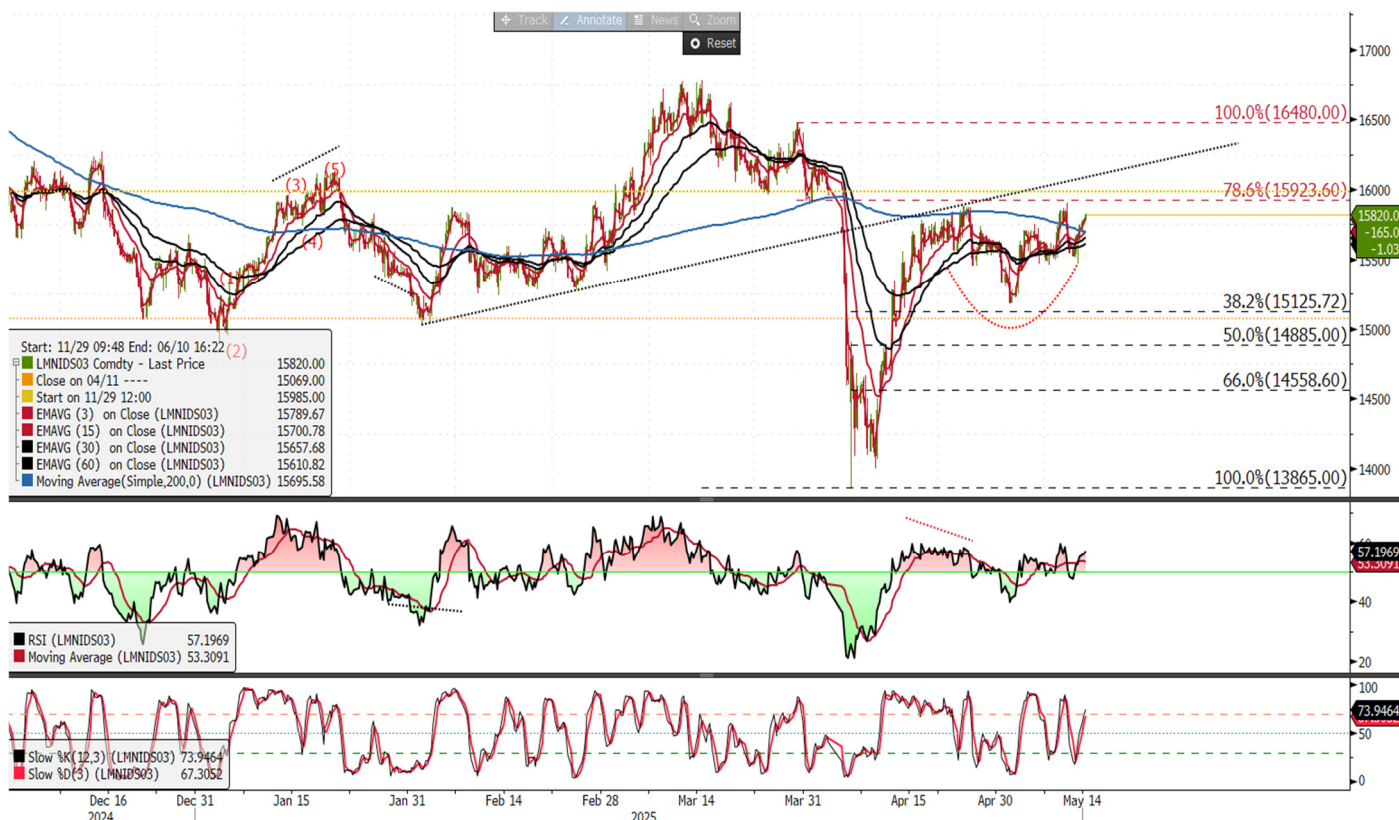 Track Annotate News Zoom
Reset
17000
100.0%(16480.00)
16500
(5)
(3)
78.6%(15923.60)
16000
15820.0
-165.0
-1.03
(4)
15500
(1
38.2%(15125.72)
15000
50.0%(14885.00)
Start: 11/29 09:48 End: 06/10 16:22
(2)
LMNIDS03 Comdty - Last Price 15820.00
Close on 04/11 ---- 15069.00
Start on 11/29 12:00 15985.00
EMAVG (3) on Close (LMNIDS03) 15789.67
EMAVG (15) on Close (LMNIDS03) 15700.78
EMAVG (30) on Close (LMNIDS03) 15657.68
EMAVG (60) on Close (LMNIDS03) 15610.82
Moving Average(Simple,200,0) (LMNIDS03) 15695.58
66.0%(14558.60)
14500
14000
100.0%(13865.00)
57.1969
53.3091
40
RSI (LMNIDS03) 57.1969
Moving Average (LMNIDS03) 53.3091
20
100
73.9464
50
Slow %K(12,3) (LMNIDS03) 73.9464
Slow %D(3) (LMNIDS03) 67.3052
0
Dec 16 Dec 31 Jan 15 Jan 31 Feb 14 Feb 28 Mar 14 Mar 31 Apr 15 Apr 30 May 14
2024 2025